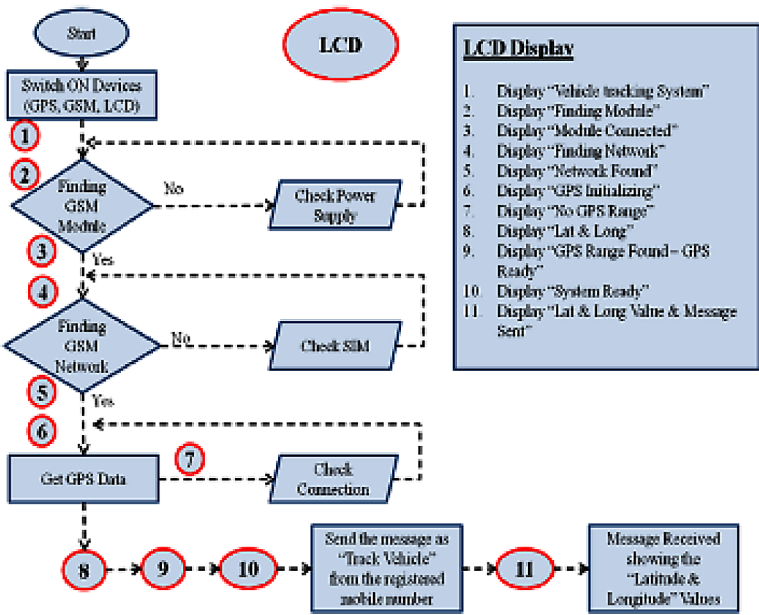 Start
LCD
Switch ON Devices
(GPS, GSM, LCD)
1
2
Finding
GSM
Module
No
Check Power
Supply
3
Yes
4
Finding
GSM
Network
No
Check SIM
5
Yes
6
Get GPS Data
7
Check
Connection
8
9
10
Send the message as
"Track Vehicle"
from the registered
mobile number
11
Message Received
showing the
"Latitude &
Longitude" Values
LCD Display
1. Display "Vehicle tracking System"
2. Display "Finding Module"
3. Display "Module Connected"
4. Display "Finding Network"
5. Display "Network Found"
6. Display "GPS Initializing"
7. Display "No GPS Range"
8. Display "Lat & Long"
9. Display "GPS Range Found – GPS
Ready"
10. Display "System Ready"
11. Display "Lat & Long Value & Message
Sent"